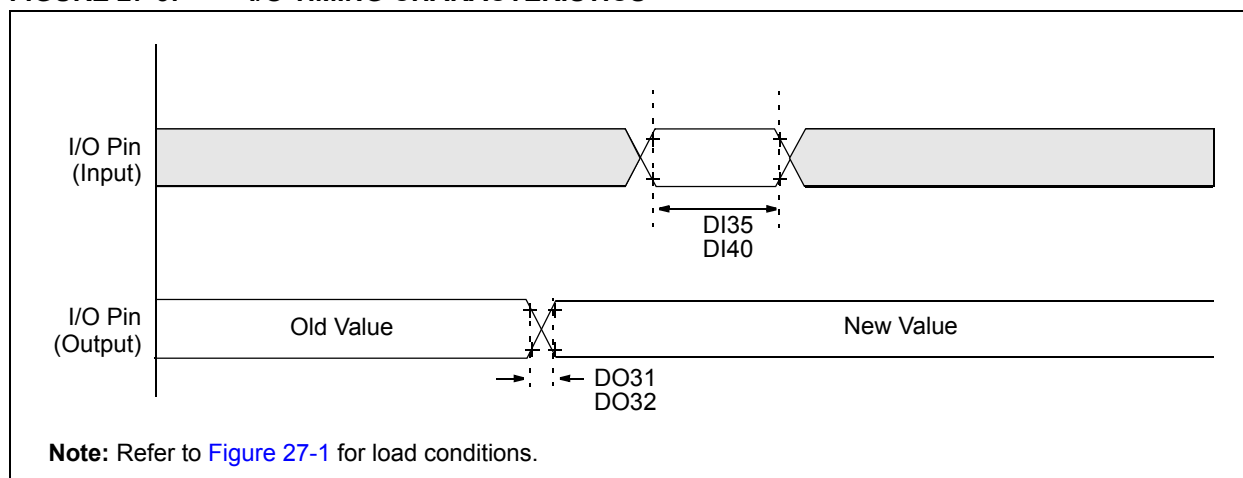 I/O Pin
(Input)
DI35
DI40
I/O Pin
(Output)
Old Value
New Value
DO31
DO32
Note: Refer to Figure 27-1 for load conditions.